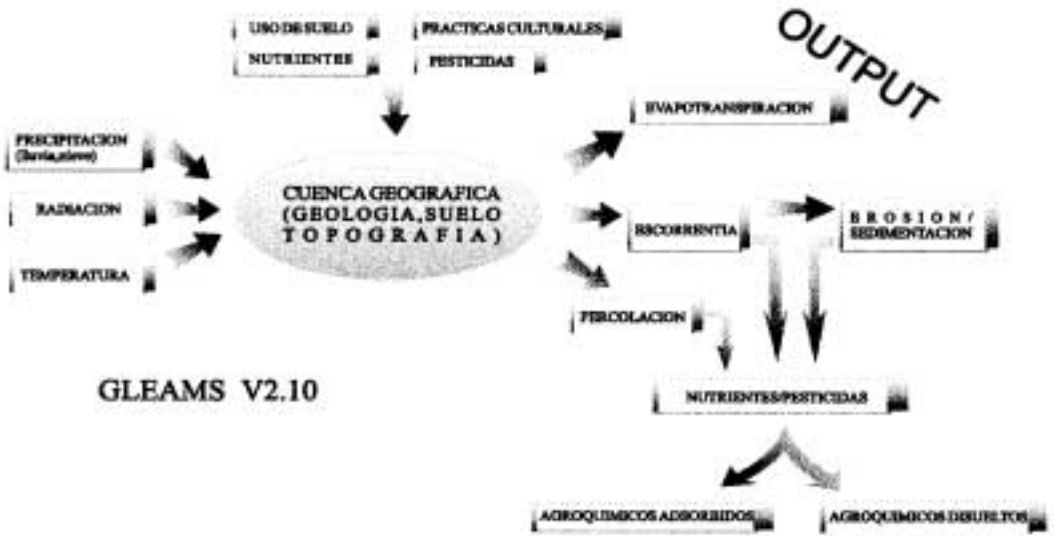 USO DE SUELO
PRACTICAS CULTURALES
NUTRIENTES
PESTICIDAS
OUTPUT
EVAPOTRANSPIRACION
PRECIPITACION
(lluvia,nieve)
RADIACION
TEMPERATURA
CUENCA GEOGRAFICA
(GEOLOGIA,SUELO
TOPOGRAFIA)
ESCORRENTIA
EROSION/
SEDIMENTACION
PERCOLACION
GLEAMS V2.10
NUTRIENTES/PESTICIDAS
AGROQUIMICOS ADSORBIDOS
AGROQUIMICOS DISUELTOS